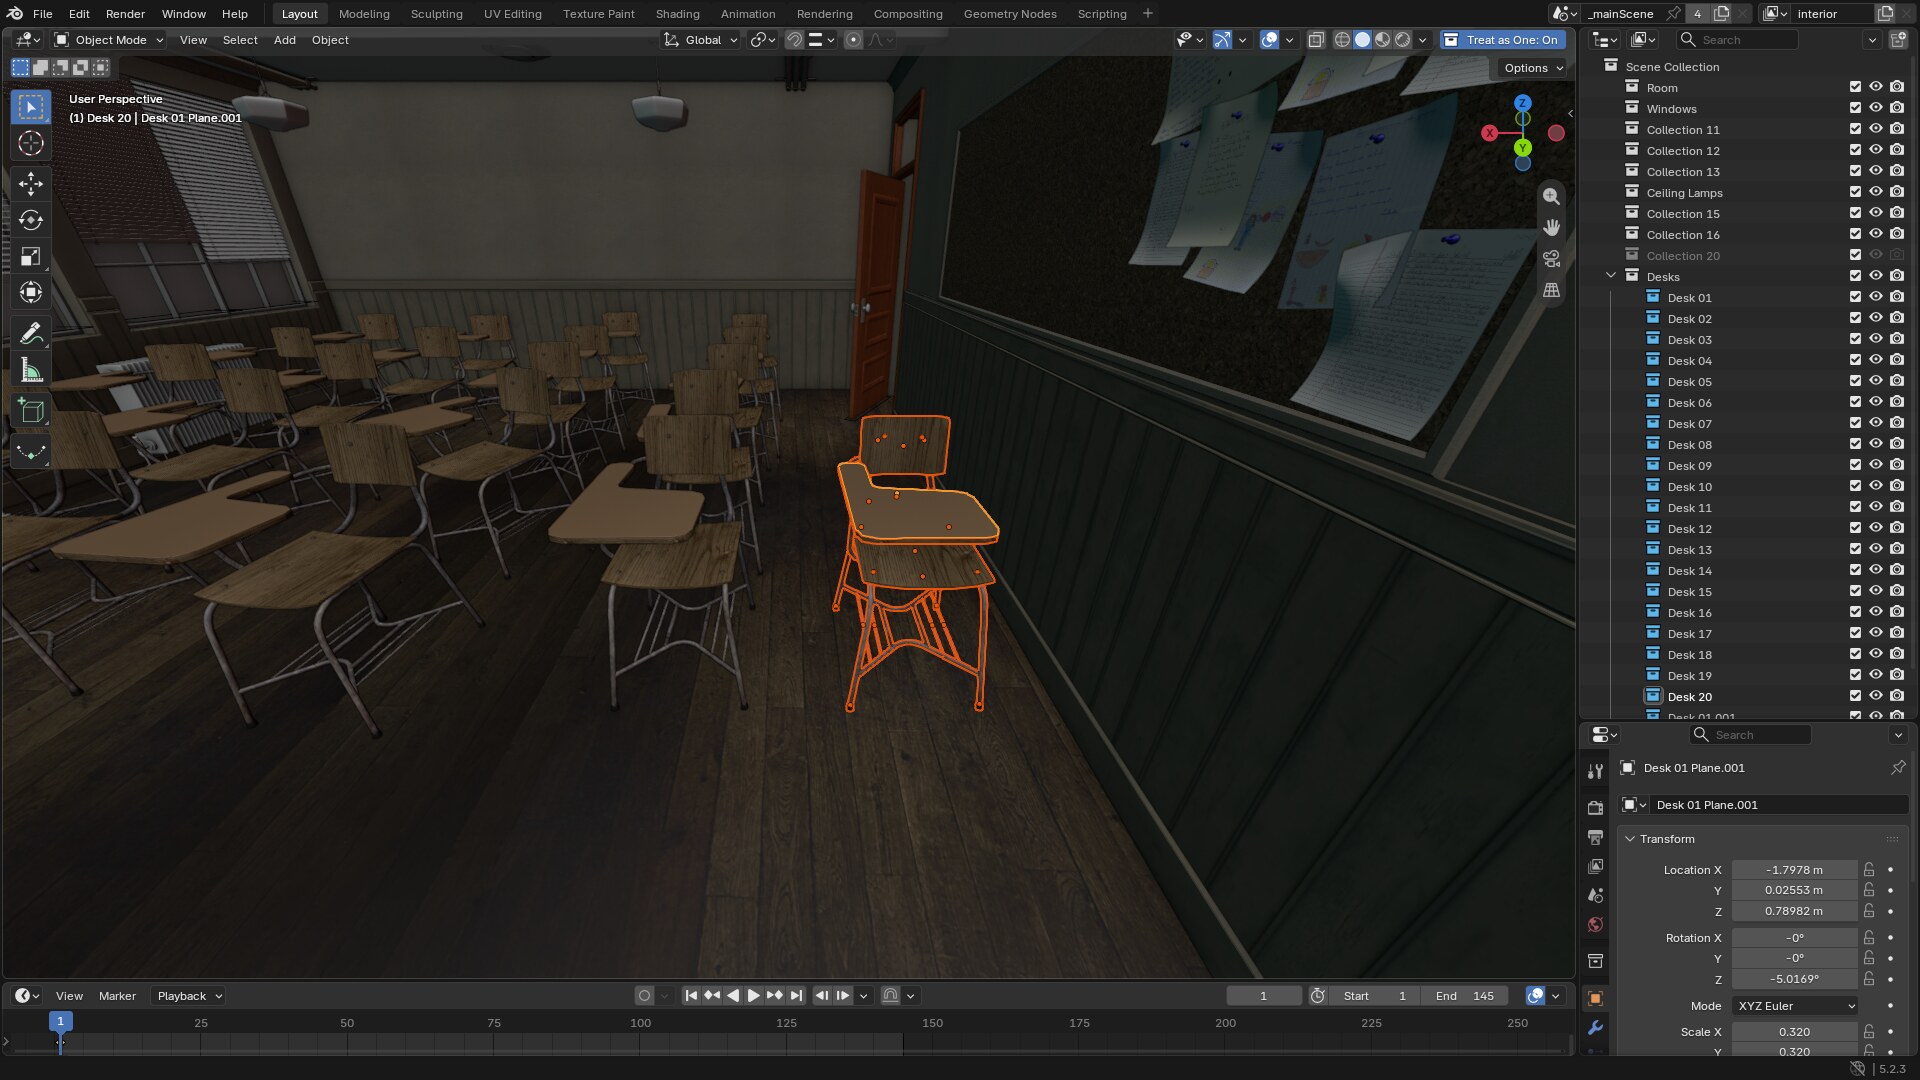 File Edit Render Window Help Layout Modeling Sculpting UV Editing Texture Paint Shading Animation Rendering Compositing Geometry Nodes Scripting _mainScene 4 interior
Object Mode View Select Add Object Global Treat as One: On Search
Options
User Perspective
(1) Desk 20 | Desk 01 Plane.001
Z
X
Y
Scene Collection
Room
Windows
Collection 11
Collection 12
Collection 13
Ceiling Lamps
Collection 15
Collection 16
Collection 20
Desks
Desk 01
Desk 02
Desk 03
Desk 04
Desk 05
Desk 06
Desk 07
Desk 08
Desk 09
Desk 10
Desk 11
Desk 12
Desk 13
Desk 14
Desk 15
Desk 16
Desk 17
Desk 18
Desk 19
Desk 20
Desk 01.001
Search
Desk 01 Plane.001
Desk 01 Plane.001
Transform
Location X -1.7978 m
Y 0.02553 m
Z 0.78982 m
Rotation X -0°
Y -0°
Z -5.0169°
Mode XYZ Euler
Scale X 0.320
Y 0.320
View Marker Playback 1 Start 1 End 145
1 25 50 75 100 125 150 175 200 225 250
5.2.3